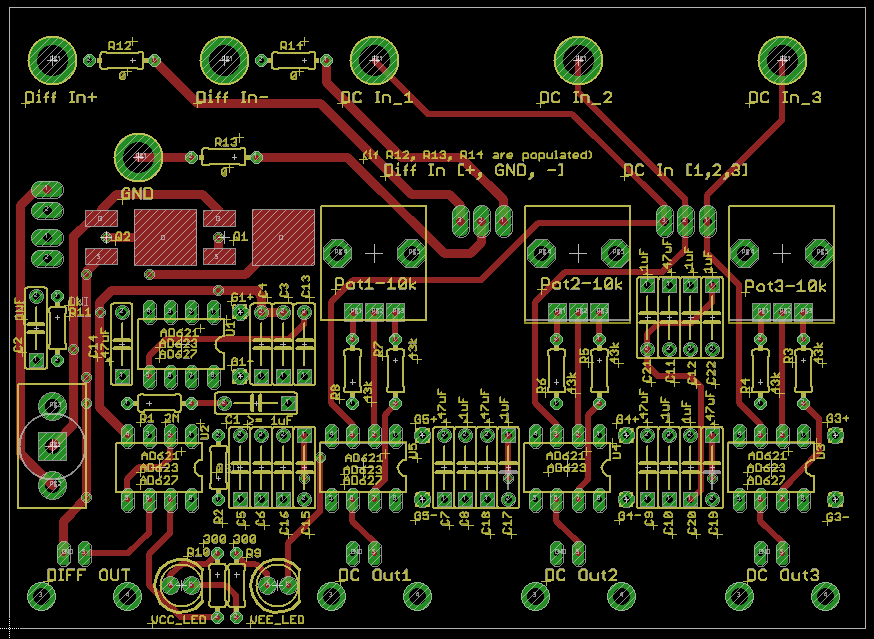 R12
R14
0
0
Diff In+
Diff In-
DC In_1
DC In_2
DC In_3
R13
0
GND
(if R12, R13, R14 are populated)
Diff In [+, GND, -]
DC In [1,2,3]
Q2
Q1
Pot1-10k
Pot2-10k
Pot3-10k
1uF
47uF
1uF
1uF
DNI
R11
C2
C14
47uF
G1+
C4
C3
C13
AD621
AD623
AD627
U1
G1-
R8
43k
R7
43k
R6
43k
R5
43k
C21
C11
C12
C22
R4
43k
R3
43k
R1
C1
1uF
U2
AD621
AD623
AD627
R2
C5
C6
C16
C15
AD621
AD623
AD627
U5
G5+
G5-
47uF
1uF
47uF
1uF
C7
C8
C18
C17
AD621
AD623
AD627
U4
G4+
G4-
47uF
1uF
1uF
47uF
C9
C10
C20
C19
AD621
AD623
AD627
U3
G3+
G3-
300
300
R10
R9
DIFF OUT
DC Out1
DC Out2
DC Out3
VCC_LED
VEE_LED